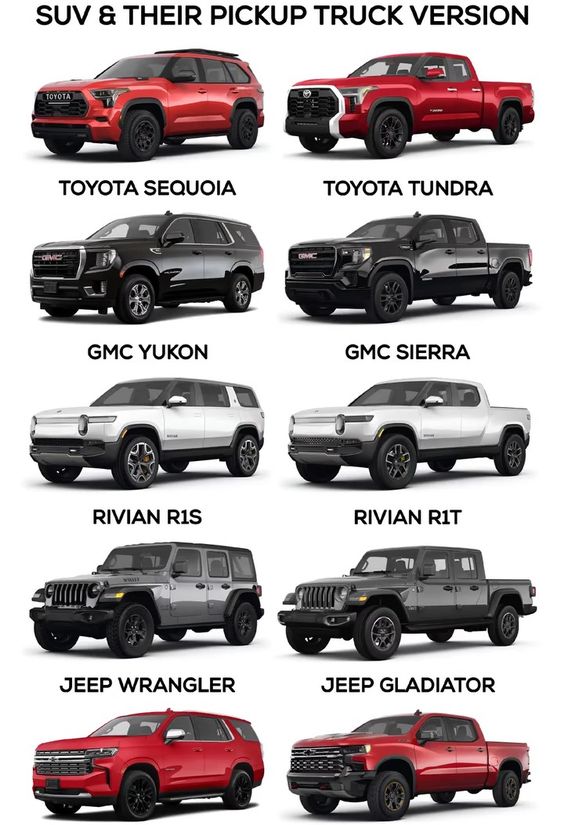 SUV & THEIR PICKUP TRUCK VERSION
TOYOTA
TOYOTA SEQUOIA
TOYOTA TUNDRA
GMC
GMC
GMC YUKON
GMC SIERRA
RIVIAN R1S
RIVIAN R1T
JEEP WRANGLER
JEEP GLADIATOR